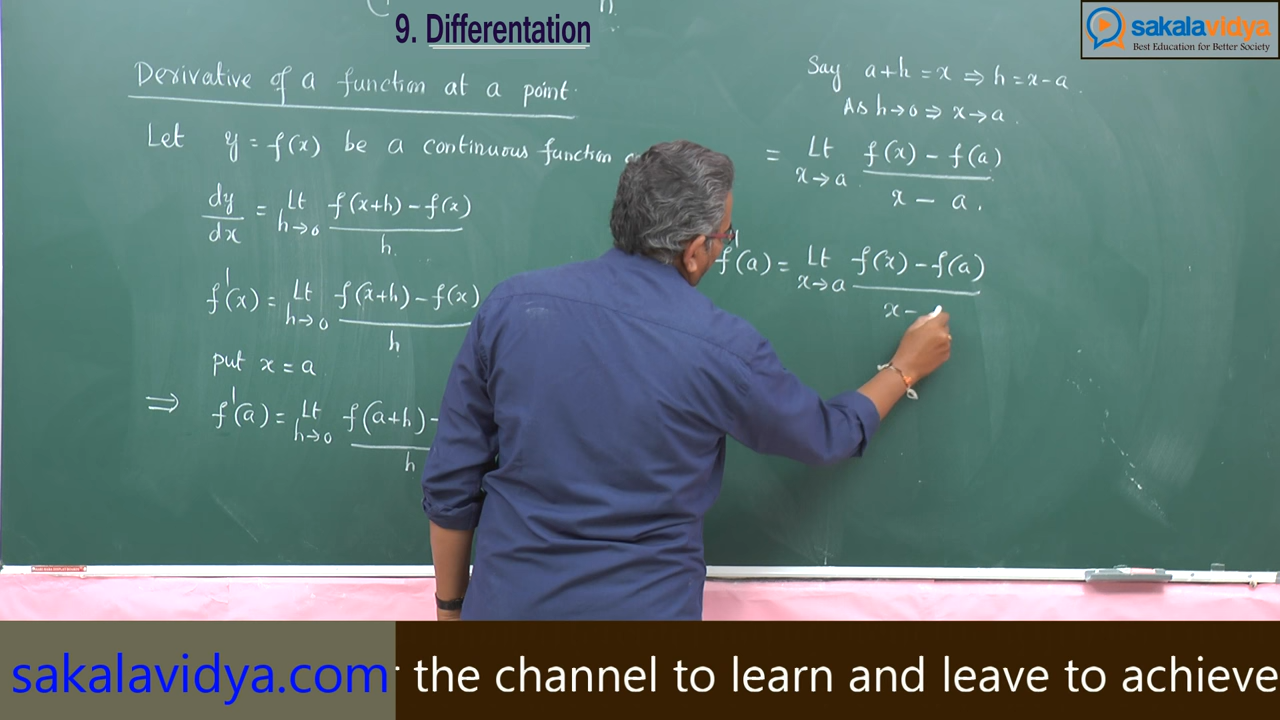 9. Differentation
sakalavidya
Best Education for Better Society
Derivative of a function at a point.
Let y = f(x) be a continuous function
dy/dx = Lt h→0 f(x+h) - f(x) / h
f'(x) = Lt h→0 f(x+h) - f(x) / h
put x = a
⇒ f'(a) = Lt h→0 f(a+h) - / h
Say a+h = x ⇒ h = x-a.
As h→0 ⇒ x→a.
= Lt x→a f(x) - f(a) / x - a.
f'(a) = Lt x→a f(x) - f(a) / x -
sakalavidya.com
the channel to learn and leave to achieve